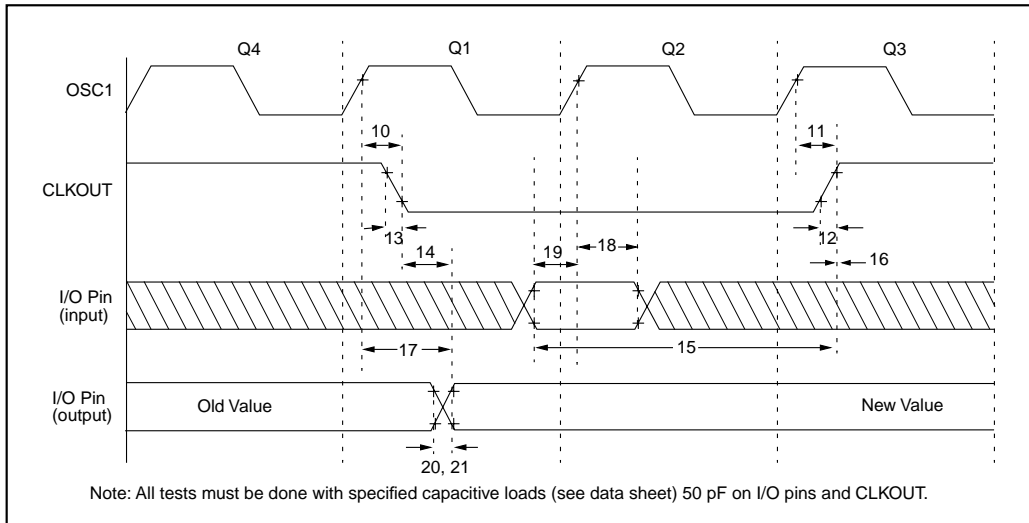 Q4 Q1 Q2 Q3
OSC1
10 11
CLKOUT
13 12
14 19 18 16
I/O Pin
(input)
17 15
I/O Pin
(output)
Old Value New Value
20, 21
Note: All tests must be done with specified capacitive loads (see data sheet) 50 pF on I/O pins and CLKOUT.